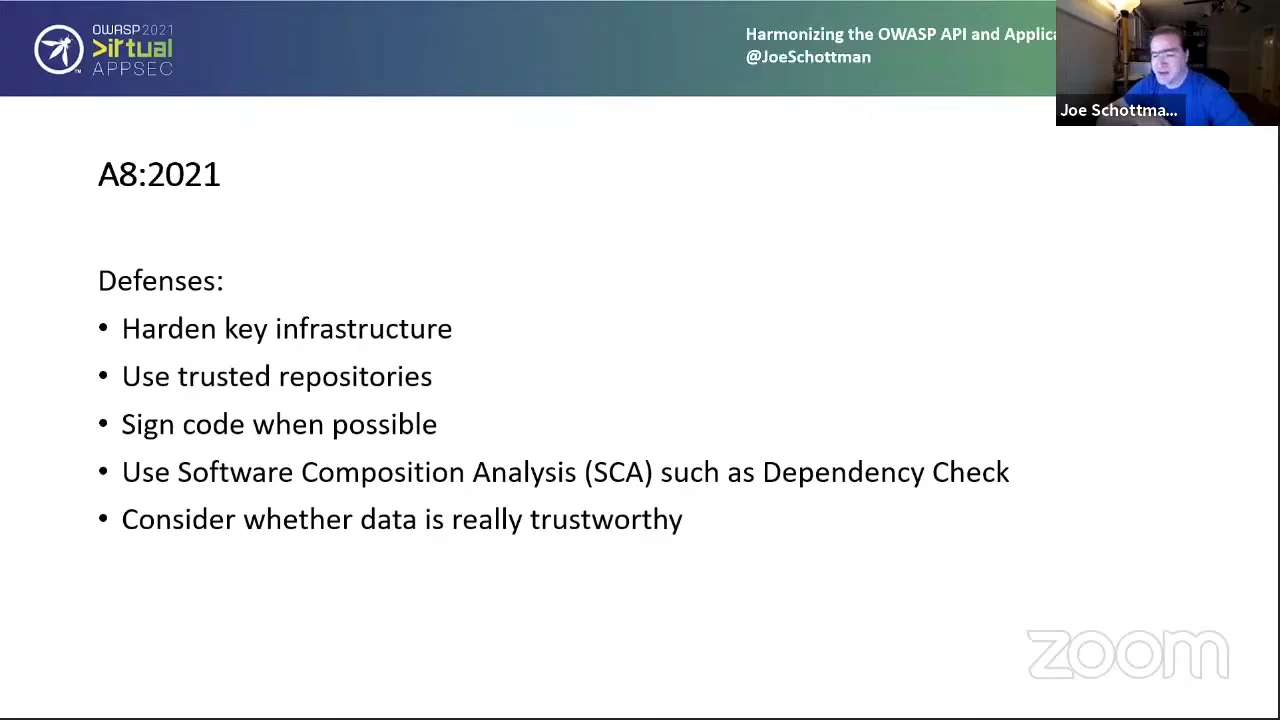 OWASP 2021
>irtual
APPSEC
Harmonizing the OWASP API and Applica
@JoeSchottman
Joe Schottma...
A8:2021
Defenses:
• Harden key infrastructure
• Use trusted repositories
• Sign code when possible
• Use Software Composition Analysis (SCA) such as Dependency Check
• Consider whether data is really trustworthy
zoom